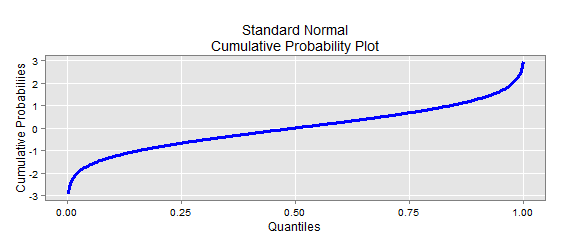 Standard Normal
Cumulative Probability Plot
Cumulative Probabiliies
3
2
1
0
-1
-2
-3
0.00 0.25 0.50 0.75 1.00
Quantiles